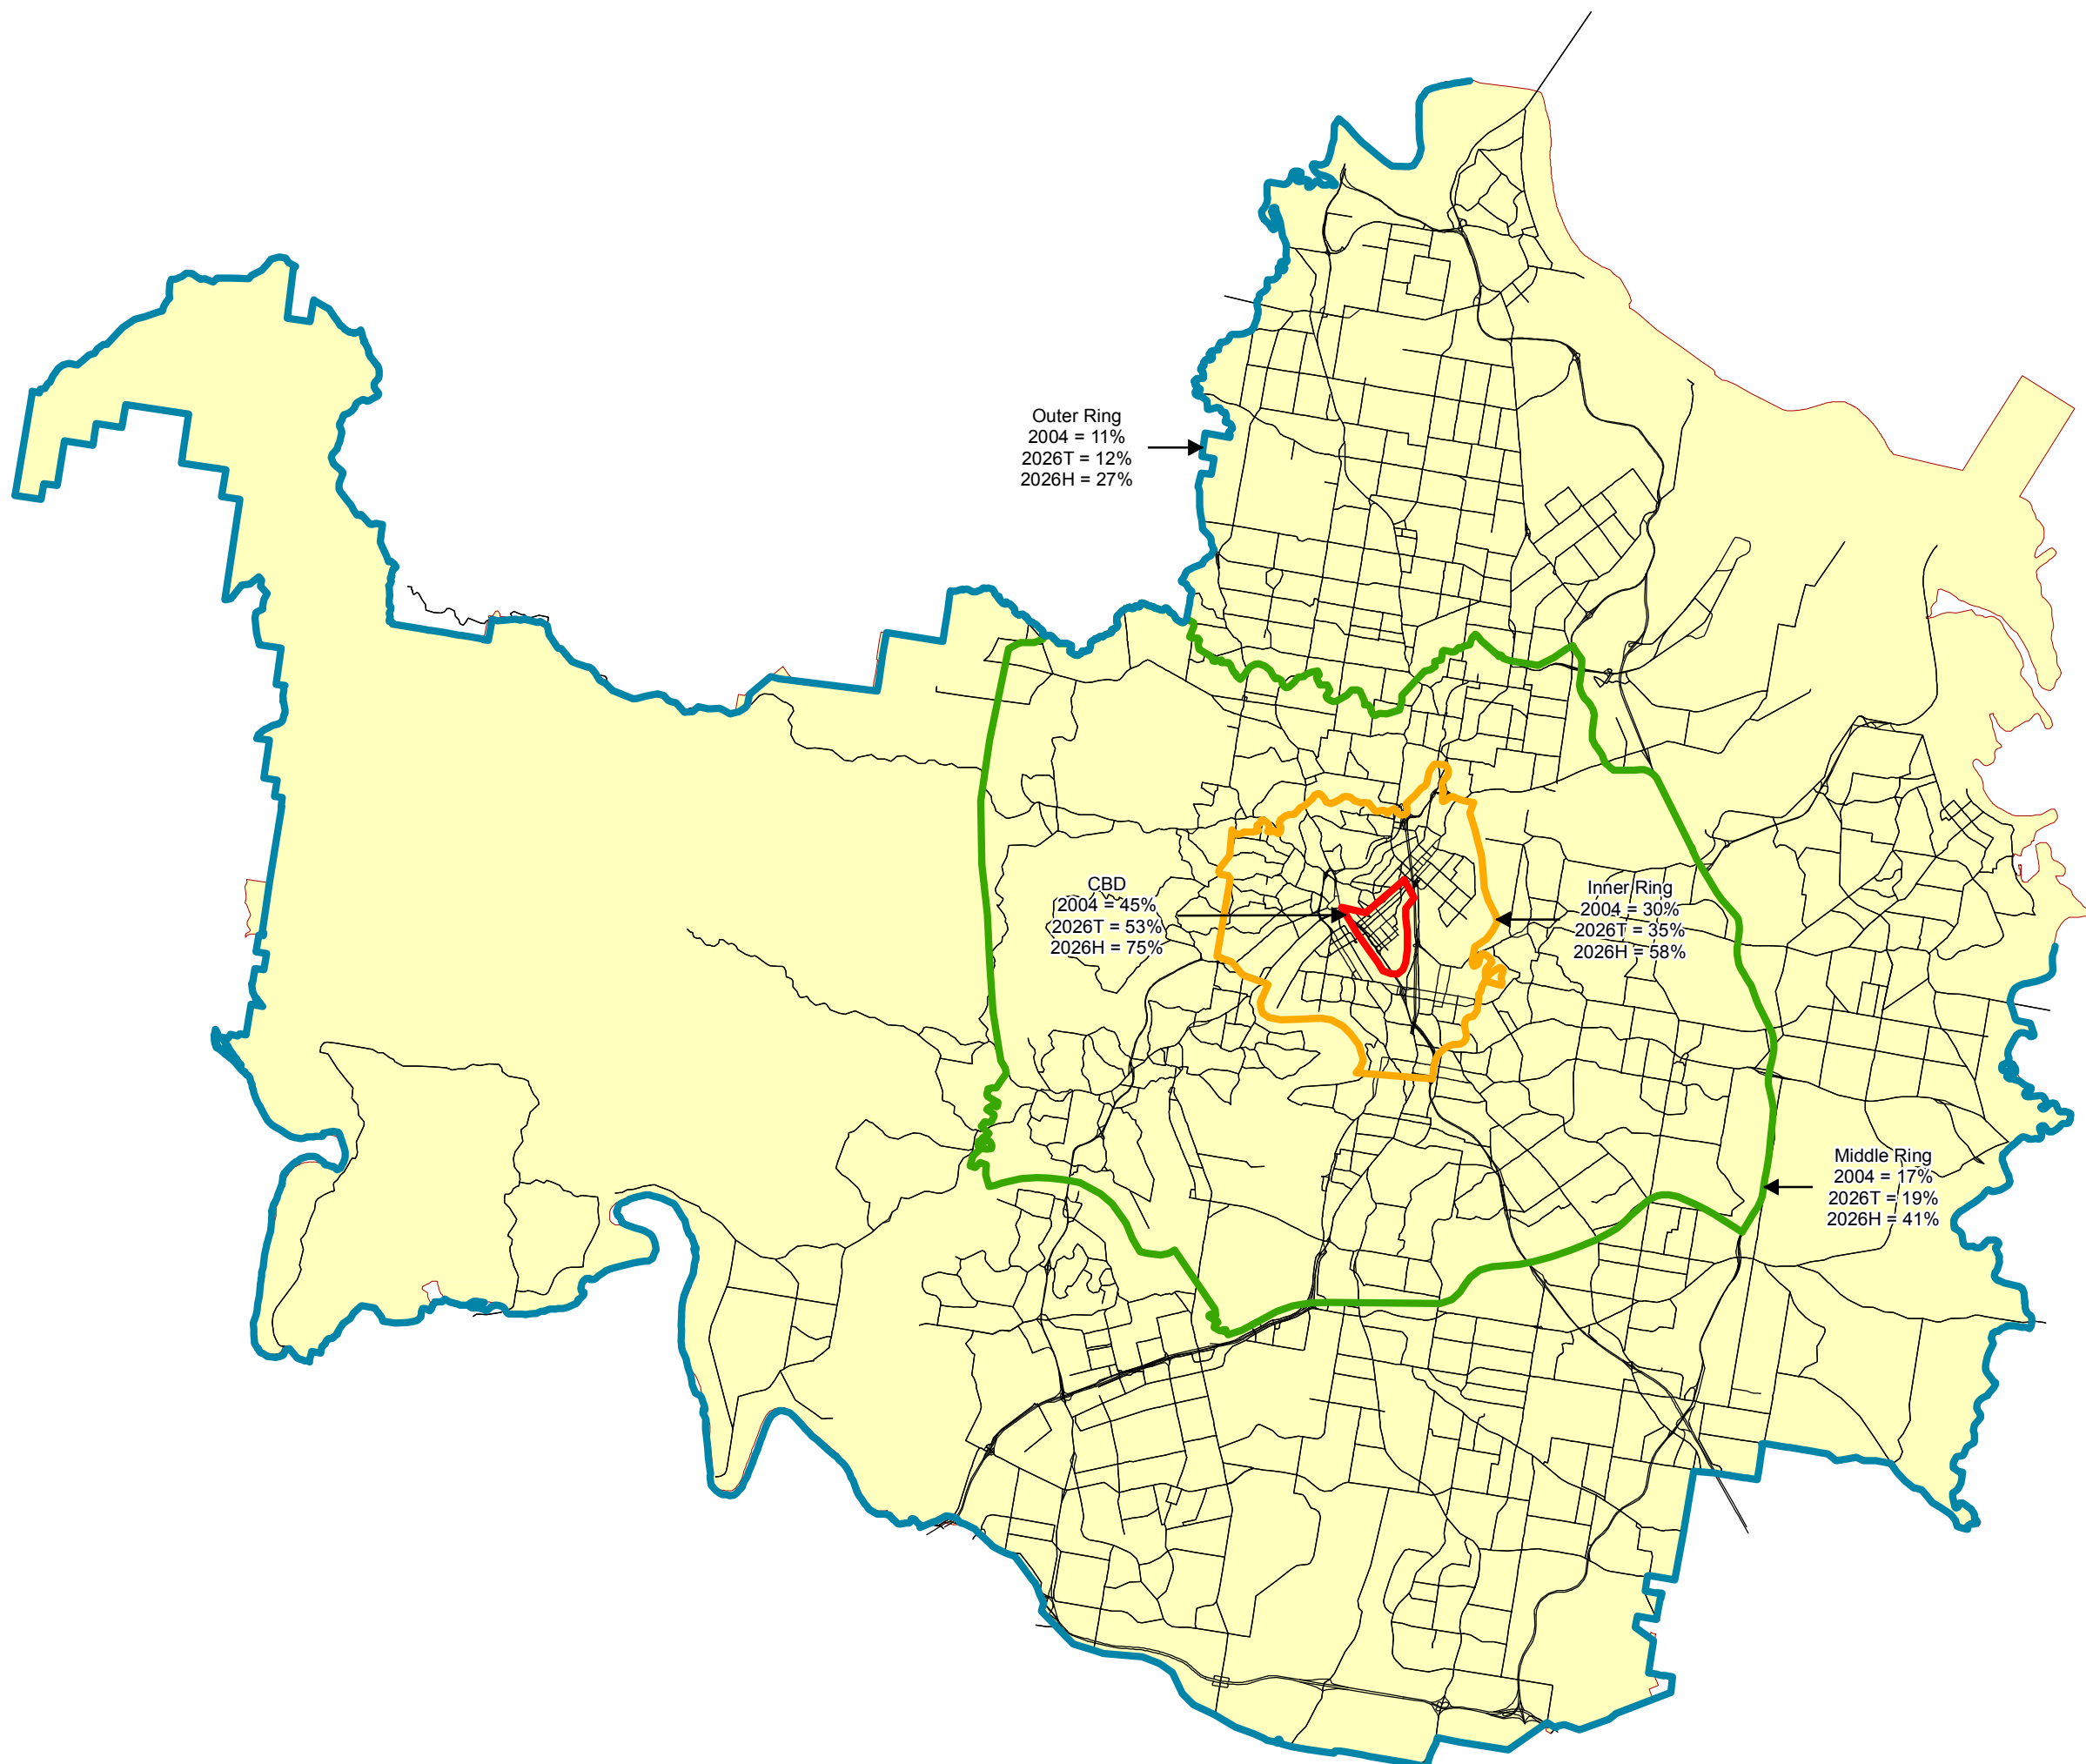 Outer Ring
2004 = 11%
2026T = 12%
2026H = 27%
CBD
2004 = 45%
2026T = 53%
2026H = 75%
Inner Ring
2004 = 30%
2026T = 35%
2026H = 58%
Middle Ring
2004 = 17%
2026T = 19%
2026H = 41%